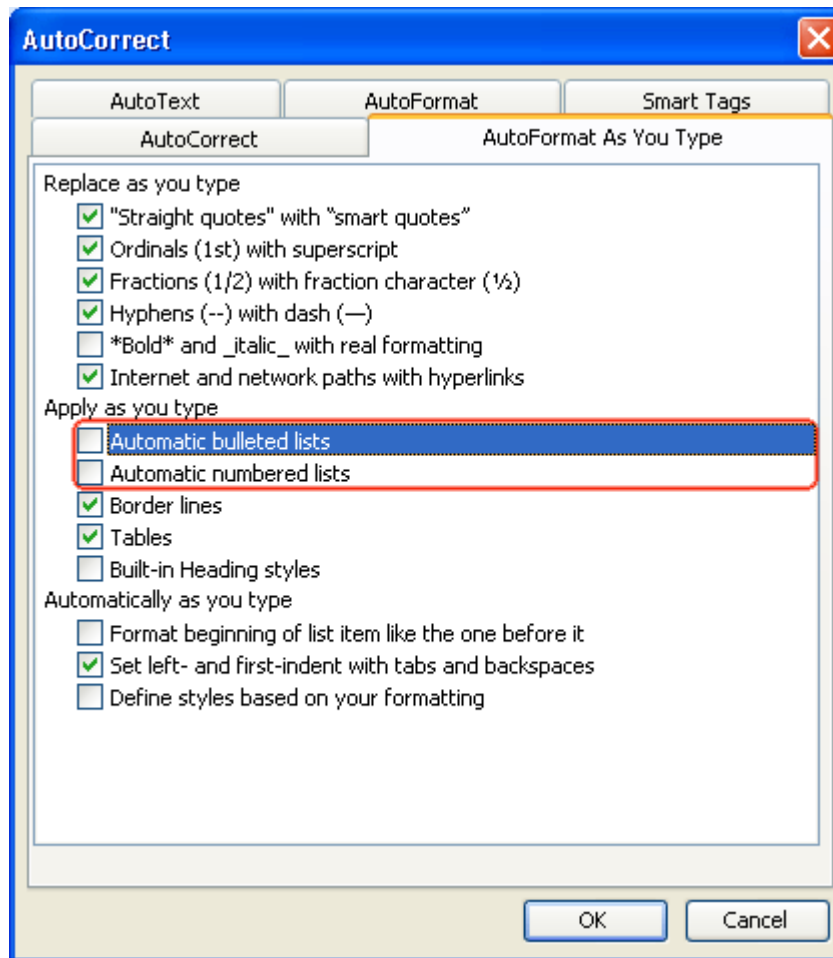 AutoCorrect
AutoText AutoFormat Smart Tags
AutoCorrect AutoFormat As You Type
Replace as you type
"Straight quotes" with “smart quotes”
Ordinals (1st) with superscript
Fractions (1/2) with fraction character (½)
Hyphens (--) with dash (—)
*Bold* and _italic_ with real formatting
Internet and network paths with hyperlinks
Apply as you type
Automatic bulleted lists
Automatic numbered lists
Border lines
Tables
Built-in Heading styles
Automatically as you type
Format beginning of list item like the one before it
Set left- and first-indent with tabs and backspaces
Define styles based on your formatting
OK Cancel